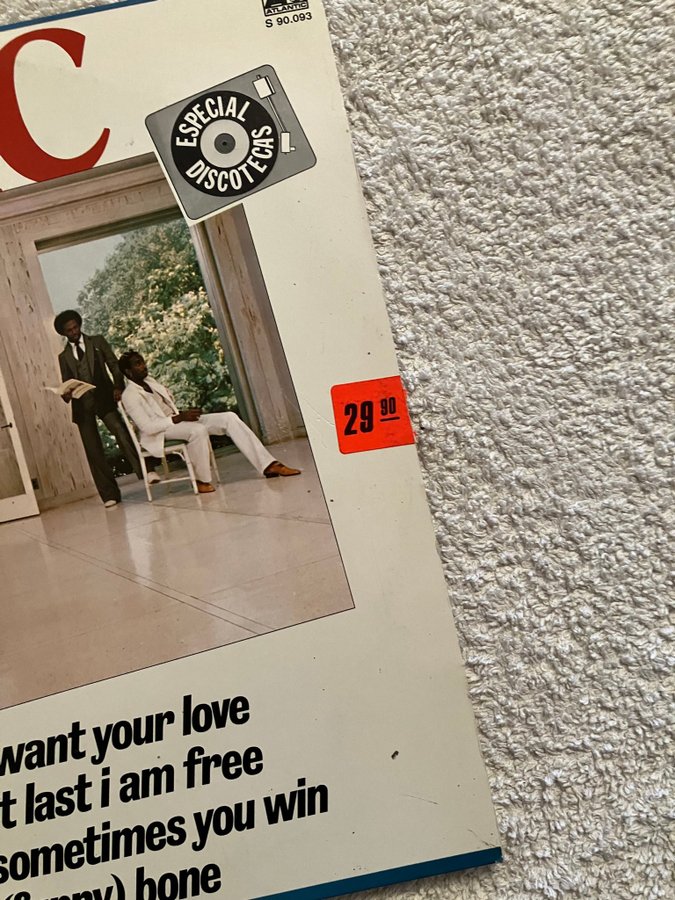 C
ATLANTIC
S 90.093
ESPECIAL
DISCOTECAS
29 90
want your love
t last i am free
sometimes you win
bone